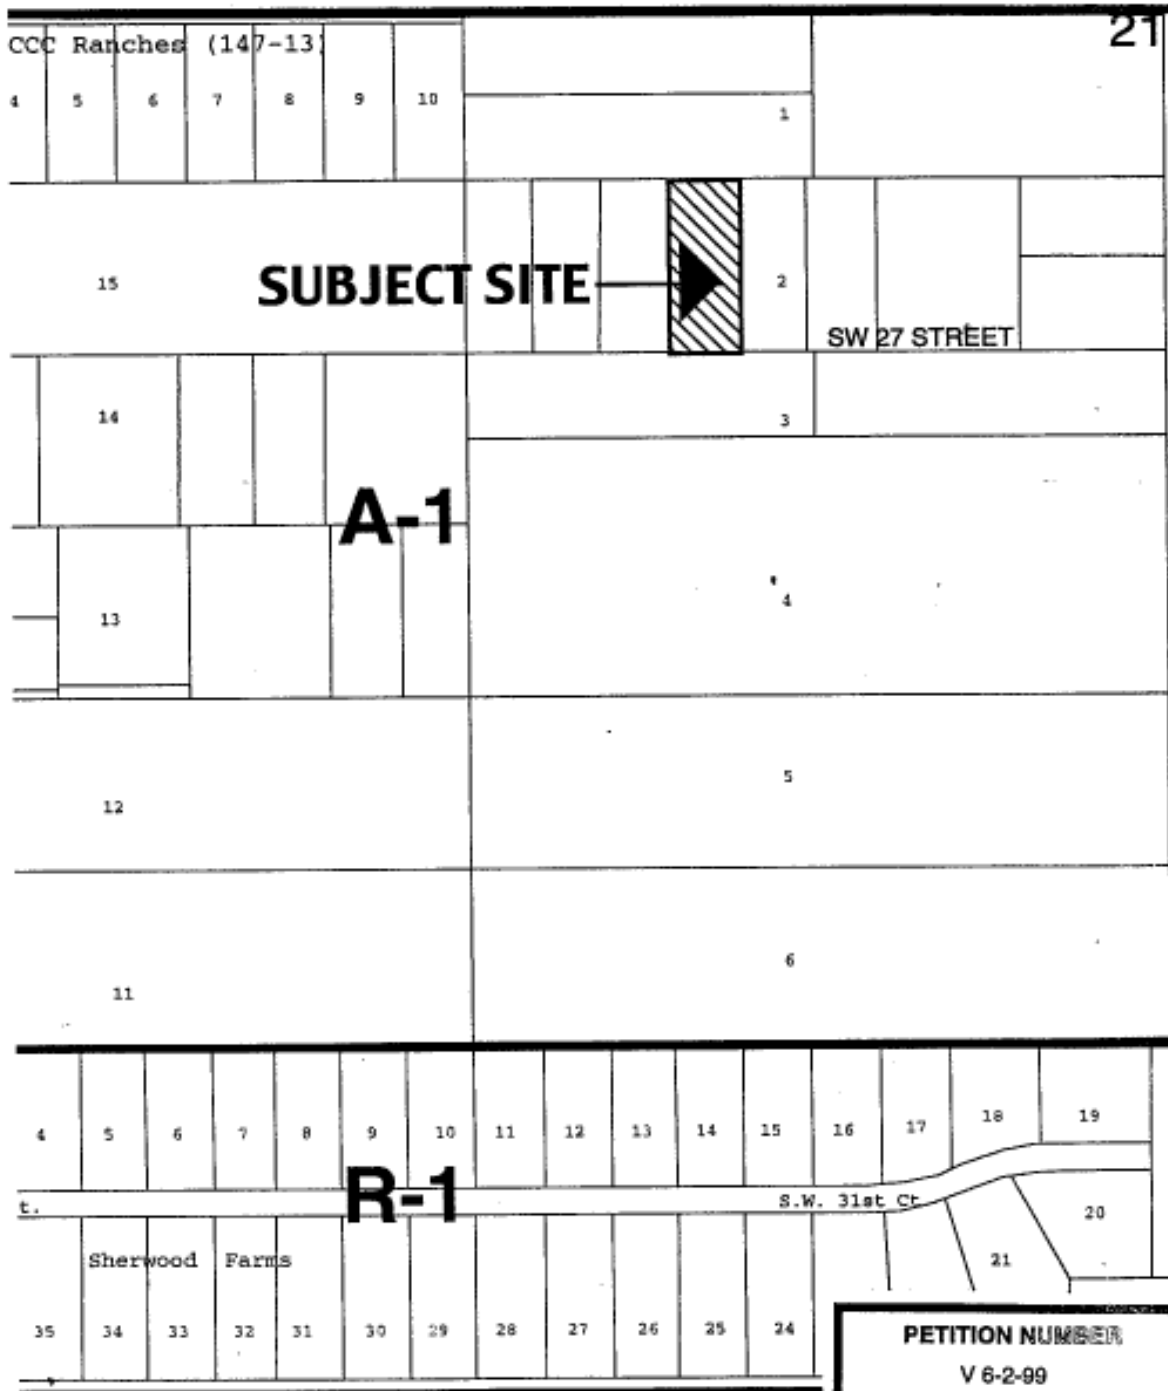 21
CCC Ranches (147-13)
4 5 6 7 8 9 10
1
15
SUBJECT SITE
2
SW 27 STREET
14
3
A-1
13
4
5
12
6
11
4 5 6 7 8 9 10 11 12 13 14 15 16 17 18 19
R-1
t.
S.W. 31st Ct
20
Sherwood Farms
21
35 34 33 32 31 30 29 28 27 26 25 24
PETITION NUMBER
V 6-2-99